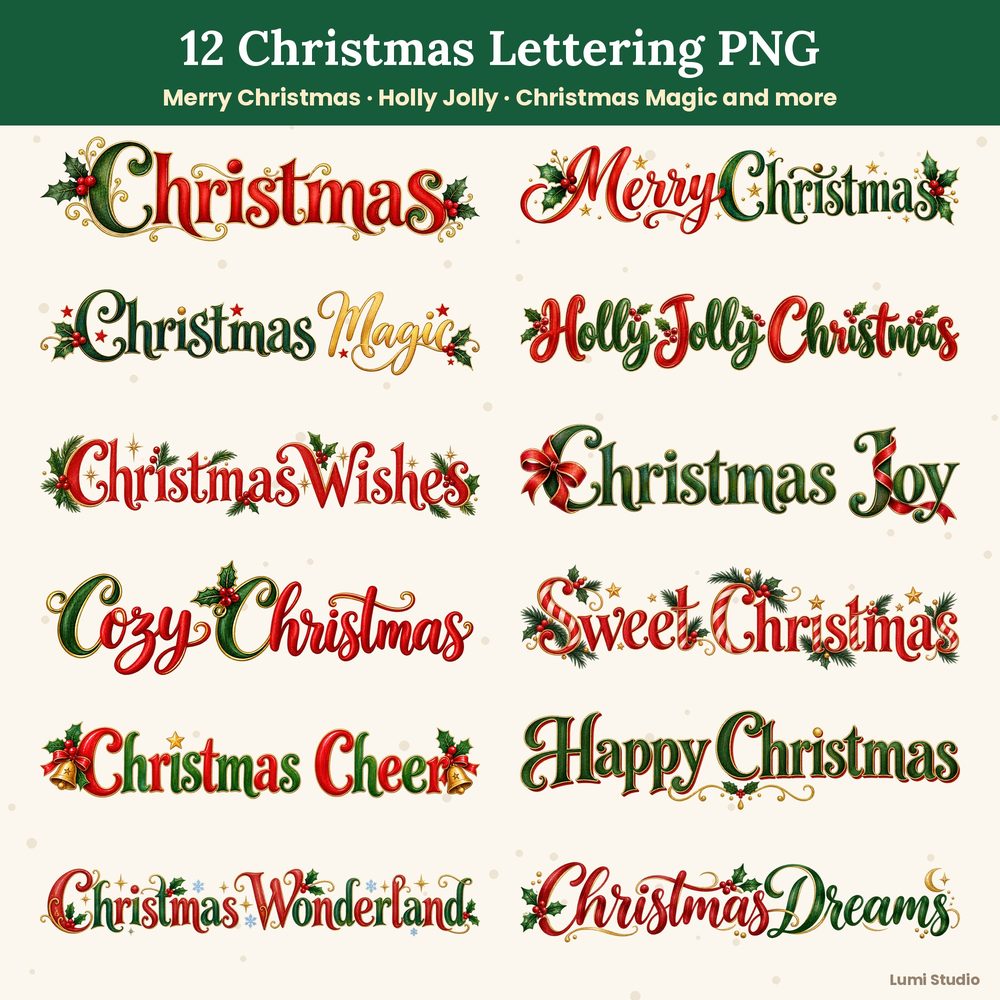 12 Christmas Lettering PNG
Merry Christmas · Holly Jolly · Christmas Magic and more
Christmas
Merry Christmas
Christmas Magic
Holly Jolly Christmas
Christmas Wishes
Christmas Joy
Cozy Christmas
Sweet Christmas
Christmas Cheer
Happy Christmas
Christmas Wonderland
Christmas Dreams
Lumi Studio